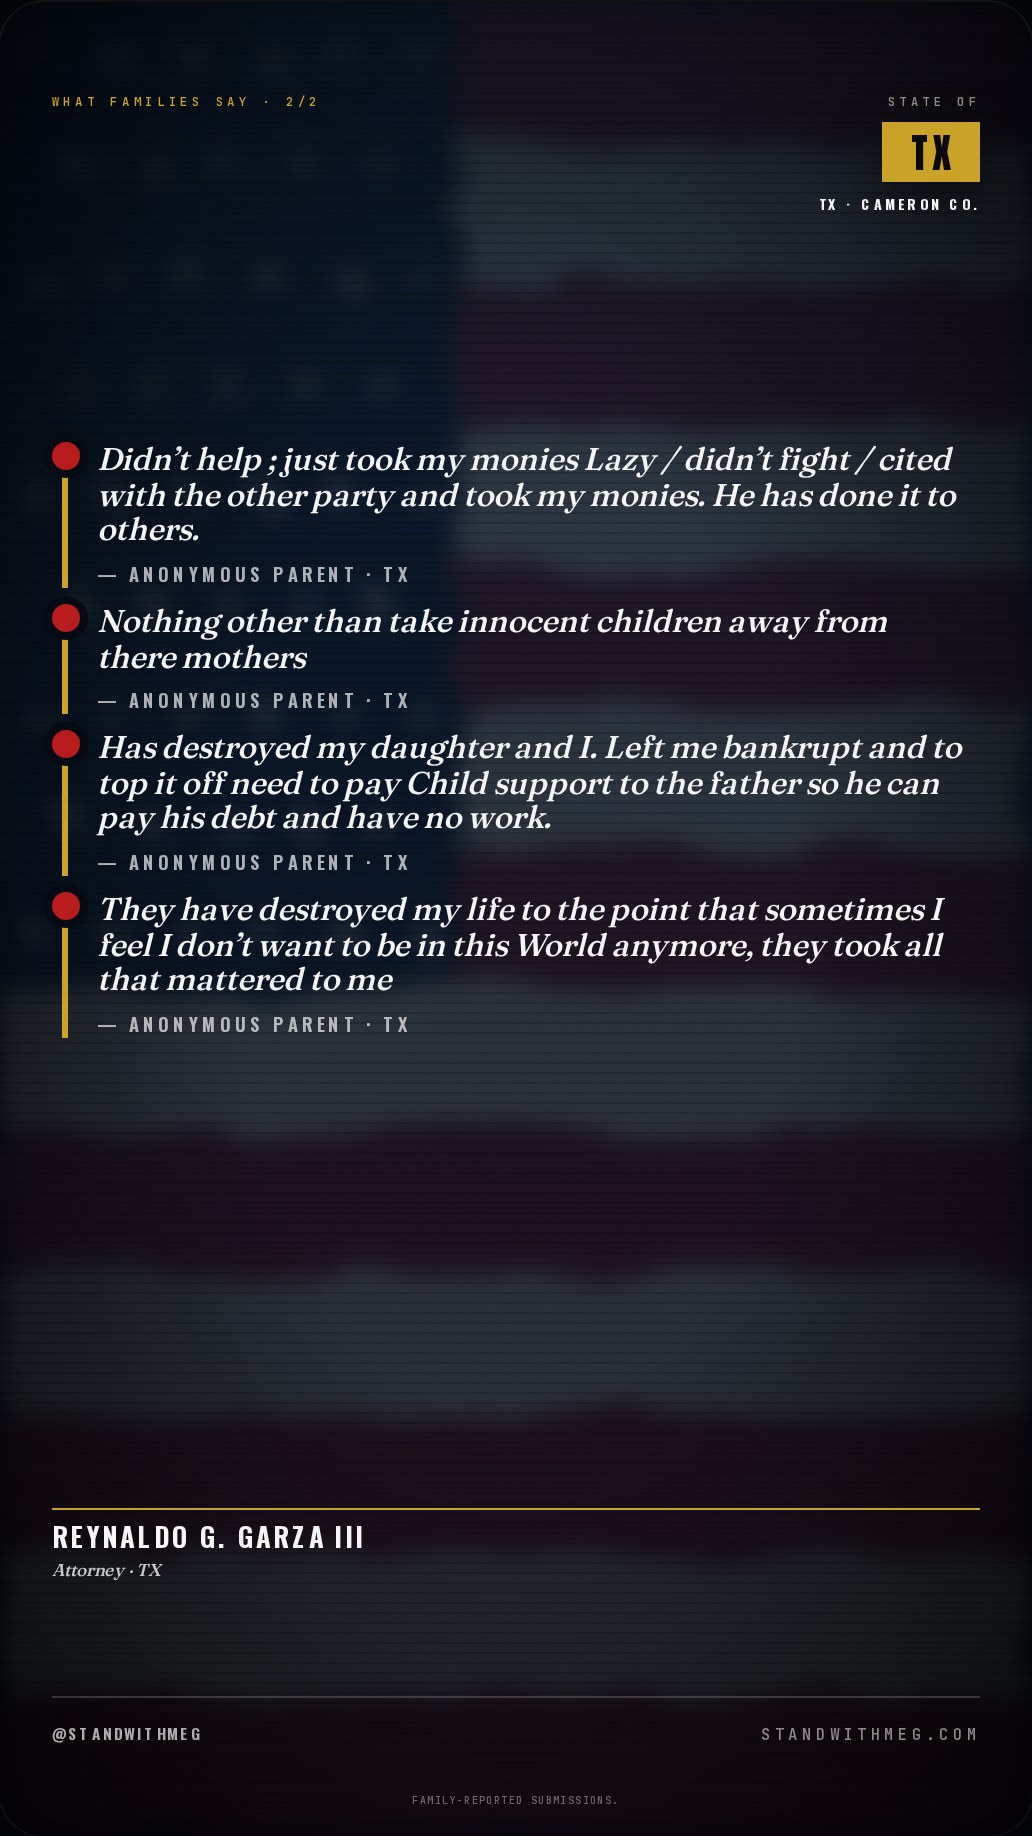 WHAT FAMILIES SAY · 2/2
STATE OF
TX
TX · CAMERON CO.
Didn’t help ; just took my monies Lazy / didn’t fight / cited
with the other party and took my monies. He has done it to
others.
— ANONYMOUS PARENT · TX
Nothing other than take innocent children away from
there mothers
— ANONYMOUS PARENT · TX
Has destroyed my daughter and I. Left me bankrupt and to
top it off need to pay Child support to the father so he can
pay his debt and have no work.
— ANONYMOUS PARENT · TX
They have destroyed my life to the point that sometimes I
feel I don’t want to be in this World anymore, they took all
that mattered to me
— ANONYMOUS PARENT · TX
REYNALDO G. GARZA III
Attorney · TX
@STANDWITHMEG
STANDWITHMEG.COM
FAMILY-REPORTED SUBMISSIONS.